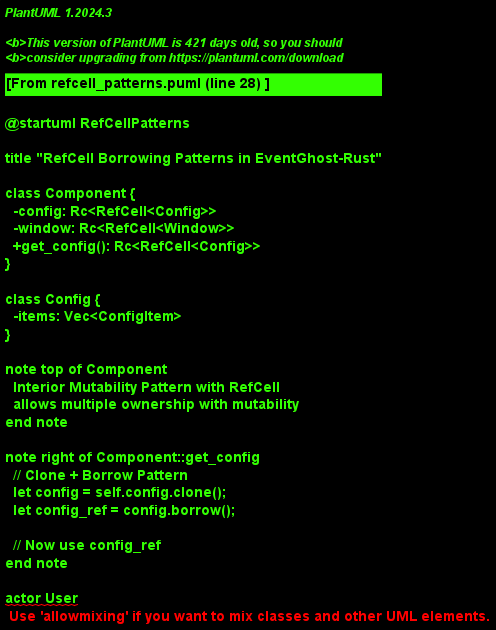 PlantUML 1.2024.3
<b>This version of PlantUML is 421 days old, so you should
<b>consider upgrading from https://plantuml.com/download
[From refcell_patterns.puml (line 28) ]
@startuml RefCellPatterns
title "RefCell Borrowing Patterns in EventGhost-Rust"
class Component {
-config: Rc<RefCell<Config>>
-window: Rc<RefCell<Window>>
+get_config(): Rc<RefCell<Config>>
}
class Config {
-items: Vec<ConfigItem>
}
note top of Component
Interior Mutability Pattern with RefCell
allows multiple ownership with mutability
end note
note right of Component::get_config
// Clone + Borrow Pattern
let config = self.config.clone();
let config_ref = config.borrow();
// Now use config_ref
end note
actor User
Use 'allowmixing' if you want to mix classes and other UML elements.